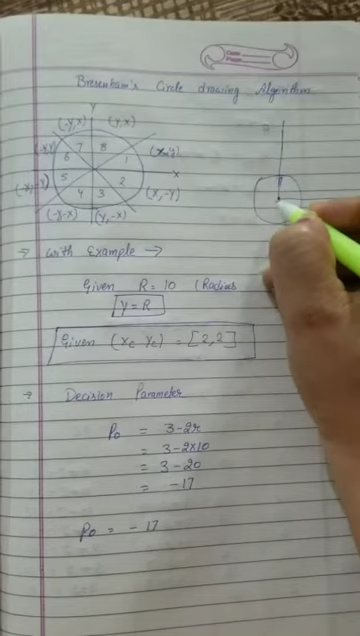 Bresenham's Circle drawing Algorithm
Y
(-y,x) (y,x)
7 8
6 1
X
5 2
4 3
(x,-y)
(-y-x) (y,-x)
→ with Example →
Given R = 10 (Radius
Y = R
Given (xc yc) = [2,2]
→ Decision Parameter
P0 = 3-2r
= 3-2×10
= 3-20
= -17
P0 = -17